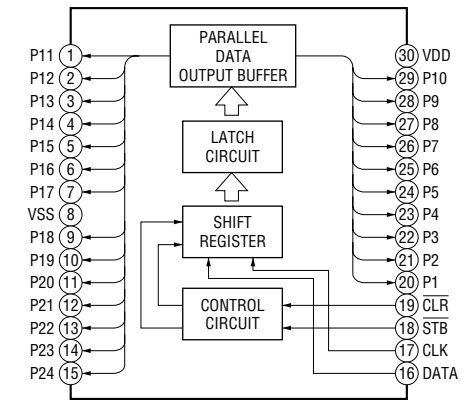 PARALLEL
DATA
OUTPUT BUFFER
LATCH
CIRCUIT
SHIFT
REGISTER
CONTROL
CIRCUIT
P11 1
P12 2
P13 3
P14 4
P15 5
P16 6
P17 7
VSS 8
P18 9
P19 10
P20 11
P21 12
P22 13
P23 14
P24 15
30 VDD
29 P10
28 P9
27 P8
26 P7
25 P6
24 P5
23 P4
22 P3
21 P2
20 P1
19 C̅L̅R̅
18 S̅T̅B̅
17 CLK
16 DATA